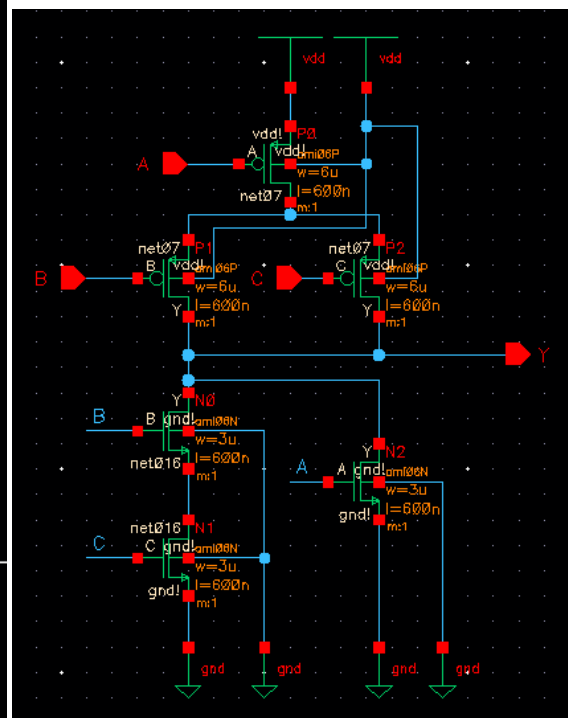 vdd
vdd
vdd!
P0
A
A
vdd!
ami06P
w=6u
l=600n
net07
m:1
net07
P1
B
B
vdd!
ami06P
w=6u
l=600n
Y
m:1
net07
P2
C
C
vdd!
ami06P
w=6u
l=600n
Y
m:1
Y
Y
N0
B
B
gnd!
ami06N
w=3u
l=600n
net016
m:1
Y
N2
A
A
gnd!
ami06N
w=3u
l=600n
gnd!
m:1
net016
N1
C
C
gnd!
ami06N
w=3u
l=600n
gnd!
m:1
gnd
gnd
gnd
gnd